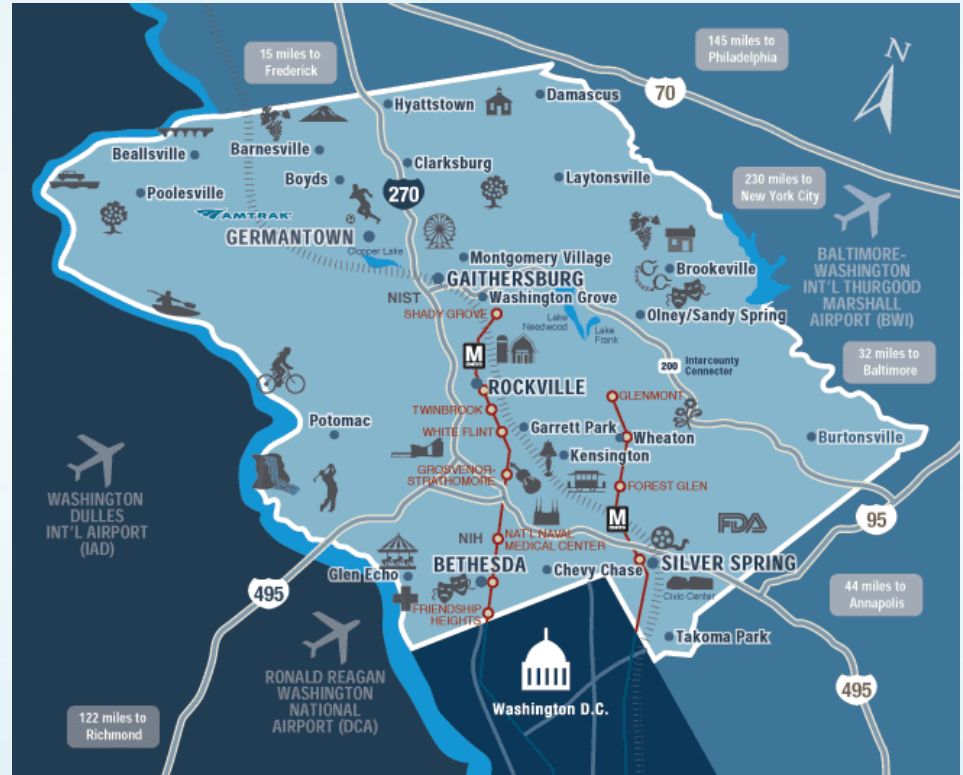 15 miles to
Frederick
145 miles to
Philadelphia
N
Hyattstown
Damascus
70
Beallsville
Barnesville
Clarksburg
Boyds
270
Laytonsville
230 miles to
New York City
Poolesville
AMTRAK
GERMANTOWN
Clopper Lake
Montgomery Village
GAITHERSBURG
Brookeville
BALTIMORE-
WASHINGTON
INT'L THURGOOD
MARSHALL
AIRPORT (BWI)
NIST
Washington Grove
SHADY GROVE
Lake
Needwood
Lake
Frank
Olney/Sandy Spring
M
metro
200
Intercounty
Connector
32 miles to
Baltimore
ROCKVILLE
GLENMONT
TWINBROOK
Potomac
WHITE FLINT
Garrett Park
Wheaton
Burtonsville
Kensington
GROSVENOR-
STRATHOMORE
FOREST GLEN
WASHINGTON
DULLES
INT'L AIRPORT
(IAD)
M
metro
FDA
95
NIH
NAT'L NAVAL
MEDICAL CENTER
BETHESDA
Chevy Chase
SILVER SPRING
Glen Echo
Civic Center
495
44 miles to
Annapolis
FRIENDSHIP
HEIGHTS
Takoma Park
RONALD REAGAN
WASHINGTON
NATIONAL
AIRPORT (DCA)
Washington D.C.
495
122 miles to
Richmond